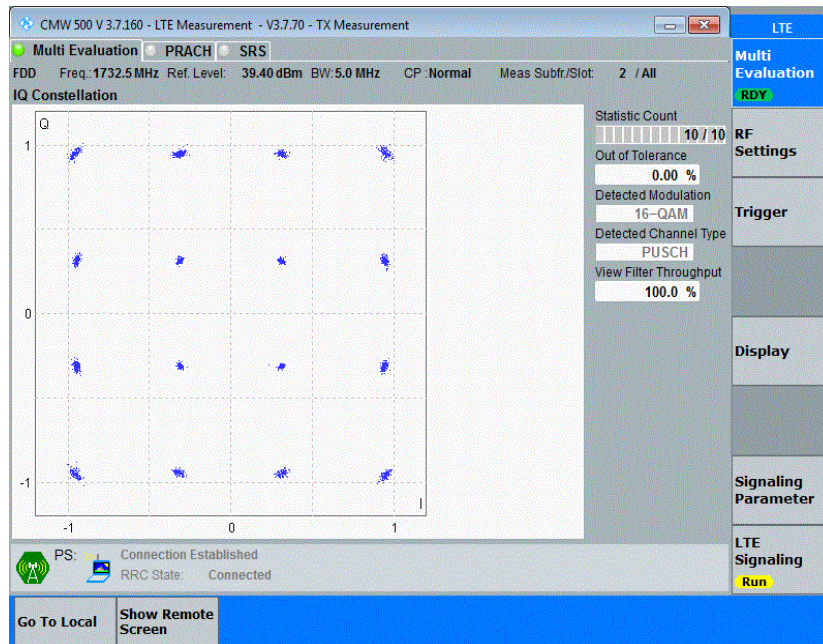 CMW 500 V 3.7.160 - LTE Measurement - V3.7.70 - TX Measurement
LTE
Multi Evaluation PRACH SRS
Multi
Evaluation
RDY
FDD Freq.: 1732.5 MHz Ref. Level: 39.40 dBm BW: 5.0 MHz CP : Normal Meas Subfr./Slot: 2 / All
IQ Constellation
Q
1
0
-1
I
-1 0 1
Statistic Count
10 / 10
Out of Tolerance
0.00 %
Detected Modulation
16-QAM
Detected Channel Type
PUSCH
View Filter Throughput
100.0 %
RF
Settings
Trigger
Display
Signaling
Parameter
LTE
Signaling
Run
PS: Connection Established
RRC State: Connected
Go To Local
Show Remote
Screen